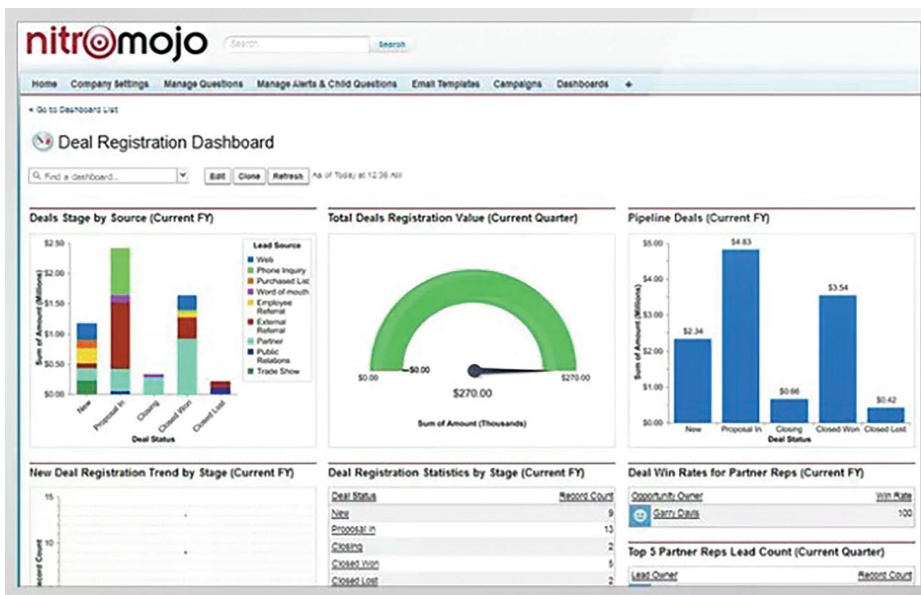 nitromojo
Search...
Search
Home Company Settings Manage Questions Manage Alerts & Child Questions Email Templates Campaigns Dashboards +
Go to Dashboard List
Deal Registration Dashboard
Find a dashboard...
Edit Clone Refresh As of Today at 12:36 AM
Deals Stage by Source (Current FY)
$2.50
$2.00
$1.50
$1.00
$0.50
$0.00
Sum of Amount (Millions)
New
Proposal In
Closing
Closed Won
Closed Lost
Deal Status
Lead Source
Web
Phone Inquiry
Purchased List
Word of mouth
Employee
Referral
External
Referral
Partner
Public
Relations
Trade Show
Total Deals Registration Value (Current Quarter)
$0.00
$0.00
$270.00
$270.00
Sum of Amount (Thousands)
Pipeline Deals (Current FY)
$5.00
$4.00
$3.00
$2.00
$1.00
$0.00
Sum of Amount (Millions)
$2.34
$4.83
$0.66
$3.54
$0.42
New Proposal In Closing Closed Won Closed Lost
Deal Status
New Deal Registration Trend by Stage (Current FY)
15
10
Record Count
Deal Registration Statistics by Stage (Current FY)
Deal Status Record Count
New 9
Proposal In 13
Closing 2
Closed Won 5
Closed Lost 2
Deal Win Rates for Partner Reps (Current FY)
Opportunity Owner Win Rate
Garry Davis 100
Top 5 Partner Reps Lead Count (Current Quarter)
Lead Owner Record Count